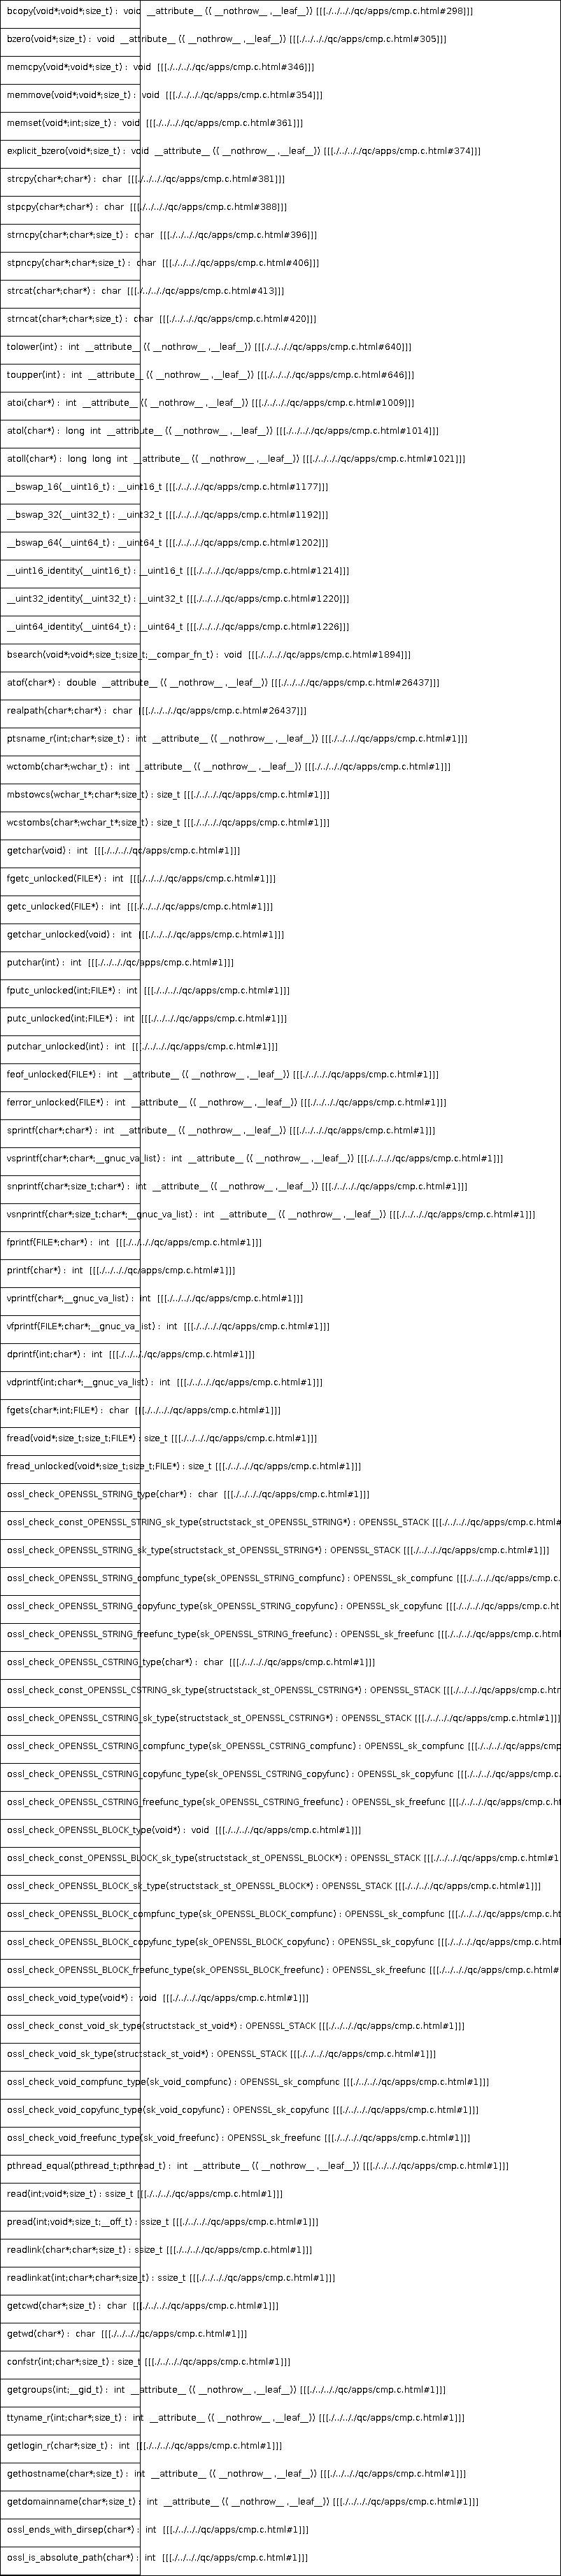 bcopy(void*;void*;size_t) :  void  __attribute__ (( __nothrow__ ,__leaf__)) [[[./../.././qc/apps/cmp.c.html#298]]]
bzero(void*;size_t) :  void  __attribute__ (( __nothrow__ ,__leaf__)) [[[./../.././qc/apps/cmp.c.html#305]]]
memcpy(void*;void*;size_t) :  void  [[[./../.././qc/apps/cmp.c.html#346]]]
memmove(void*;void*;size_t) :  void  [[[./../.././qc/apps/cmp.c.html#354]]]
memset(void*;int;size_t) :  void  [[[./../.././qc/apps/cmp.c.html#361]]]
explicit_bzero(void*;size_t) :  void  __attribute__ (( __nothrow__ ,__leaf__)) [[[./../.././qc/apps/cmp.c.html#374]]]
strcpy(char*;char*) :  char  [[[./../.././qc/apps/cmp.c.html#381]]]
stpcpy(char*;char*) :  char  [[[./../.././qc/apps/cmp.c.html#388]]]
strncpy(char*;char*;size_t) :  char  [[[./../.././qc/apps/cmp.c.html#396]]]
stpncpy(char*;char*;size_t) :  char  [[[./../.././qc/apps/cmp.c.html#406]]]
strcat(char*;char*) :  char  [[[./../.././qc/apps/cmp.c.html#413]]]
strncat(char*;char*;size_t) :  char  [[[./../.././qc/apps/cmp.c.html#420]]]
tolower(int) :  int  __attribute__ (( __nothrow__ ,__leaf__)) [[[./../.././qc/apps/cmp.c.html#640]]]
toupper(int) :  int  __attribute__ (( __nothrow__ ,__leaf__)) [[[./../.././qc/apps/cmp.c.html#646]]]
atoi(char*) :  int  __attribute__ (( __nothrow__ ,__leaf__)) [[[./../.././qc/apps/cmp.c.html#1009]]]
atol(char*) :  long  int  __attribute__ (( __nothrow__ ,__leaf__)) [[[./../.././qc/apps/cmp.c.html#1014]]]
atoll(char*) :  long  long  int  __attribute__ (( __nothrow__ ,__leaf__)) [[[./../.././qc/apps/cmp.c.html#1021]]]
__bswap_16(__uint16_t) : __uint16_t [[[./../.././qc/apps/cmp.c.html#1177]]]
__bswap_32(__uint32_t) : __uint32_t [[[./../.././qc/apps/cmp.c.html#1192]]]
__bswap_64(__uint64_t) : __uint64_t [[[./../.././qc/apps/cmp.c.html#1202]]]
__uint16_identity(__uint16_t) : __uint16_t [[[./../.././qc/apps/cmp.c.html#1214]]]
__uint32_identity(__uint32_t) : __uint32_t [[[./../.././qc/apps/cmp.c.html#1220]]]
__uint64_identity(__uint64_t) : __uint64_t [[[./../.././qc/apps/cmp.c.html#1226]]]
bsearch(void*;void*;size_t;size_t;__compar_fn_t) :  void  [[[./../.././qc/apps/cmp.c.html#1894]]]
atof(char*) :  double  __attribute__ (( __nothrow__ ,__leaf__)) [[[./../.././qc/apps/cmp.c.html#26437]]]
realpath(char*;char*) :  char  [[[./../.././qc/apps/cmp.c.html#26437]]]
ptsname_r(int;char*;size_t) :  int  __attribute__ (( __nothrow__ ,__leaf__)) [[[./../.././qc/apps/cmp.c.html#1]]]
wctomb(char*;wchar_t) :  int  __attribute__ (( __nothrow__ ,__leaf__)) [[[./../.././qc/apps/cmp.c.html#1]]]
mbstowcs(wchar_t*;char*;size_t) : size_t [[[./../.././qc/apps/cmp.c.html#1]]]
wcstombs(char*;wchar_t*;size_t) : size_t [[[./../.././qc/apps/cmp.c.html#1]]]
getchar(void) :  int  [[[./../.././qc/apps/cmp.c.html#1]]]
fgetc_unlocked(FILE*) :  int  [[[./../.././qc/apps/cmp.c.html#1]]]
getc_unlocked(FILE*) :  int  [[[./../.././qc/apps/cmp.c.html#1]]]
getchar_unlocked(void) :  int  [[[./../.././qc/apps/cmp.c.html#1]]]
putchar(int) :  int  [[[./../.././qc/apps/cmp.c.html#1]]]
fputc_unlocked(int;FILE*) :  int  [[[./../.././qc/apps/cmp.c.html#1]]]
putc_unlocked(int;FILE*) :  int  [[[./../.././qc/apps/cmp.c.html#1]]]
putchar_unlocked(int) :  int  [[[./../.././qc/apps/cmp.c.html#1]]]
feof_unlocked(FILE*) :  int  __attribute__ (( __nothrow__ ,__leaf__)) [[[./../.././qc/apps/cmp.c.html#1]]]
ferror_unlocked(FILE*) :  int  __attribute__ (( __nothrow__ ,__leaf__)) [[[./../.././qc/apps/cmp.c.html#1]]]
sprintf(char*;char*) :  int  __attribute__ (( __nothrow__ ,__leaf__)) [[[./../.././qc/apps/cmp.c.html#1]]]
vsprintf(char*;char*;__gnuc_va_list) :  int  __attribute__ (( __nothrow__ ,__leaf__)) [[[./../.././qc/apps/cmp.c.html#1]]]
snprintf(char*;size_t;char*) :  int  __attribute__ (( __nothrow__ ,__leaf__)) [[[./../.././qc/apps/cmp.c.html#1]]]
vsnprintf(char*;size_t;char*;__gnuc_va_list) :  int  __attribute__ (( __nothrow__ ,__leaf__)) [[[./../.././qc/apps/cmp.c.html#1]]]
fprintf(FILE*;char*) :  int  [[[./../.././qc/apps/cmp.c.html#1]]]
printf(char*) :  int  [[[./../.././qc/apps/cmp.c.html#1]]]
vprintf(char*;__gnuc_va_list) :  int  [[[./../.././qc/apps/cmp.c.html#1]]]
vfprintf(FILE*;char*;__gnuc_va_list) :  int  [[[./../.././qc/apps/cmp.c.html#1]]]
dprintf(int;char*) :  int  [[[./../.././qc/apps/cmp.c.html#1]]]
vdprintf(int;char*;__gnuc_va_list) :  int  [[[./../.././qc/apps/cmp.c.html#1]]]
fgets(char*;int;FILE*) :  char  [[[./../.././qc/apps/cmp.c.html#1]]]
fread(void*;size_t;size_t;FILE*) : size_t [[[./../.././qc/apps/cmp.c.html#1]]]
fread_unlocked(void*;size_t;size_t;FILE*) : size_t [[[./../.././qc/apps/cmp.c.html#1]]]
ossl_check_OPENSSL_STRING_type(char*) :  char  [[[./../.././qc/apps/cmp.c.html#1]]]
ossl_check_const_OPENSSL_STRING_sk_type(structstack_st_OPENSSL_STRING*) : OPENSSL_STACK [[[./../.././qc/apps/cmp.c.html#
ossl_check_OPENSSL_STRING_sk_type(structstack_st_OPENSSL_STRING*) : OPENSSL_STACK [[[./../.././qc/apps/cmp.c.html#1]]]
ossl_check_OPENSSL_STRING_compfunc_type(sk_OPENSSL_STRING_compfunc) : OPENSSL_sk_compfunc [[[./../.././qc/apps/cmp.c.
ossl_check_OPENSSL_STRING_copyfunc_type(sk_OPENSSL_STRING_copyfunc) : OPENSSL_sk_copyfunc [[[./../.././qc/apps/cmp.c.ht
ossl_check_OPENSSL_STRING_freefunc_type(sk_OPENSSL_STRING_freefunc) : OPENSSL_sk_freefunc [[[./../.././qc/apps/cmp.c.html
ossl_check_OPENSSL_CSTRING_type(char*) :  char  [[[./../.././qc/apps/cmp.c.html#1]]]
ossl_check_const_OPENSSL_CSTRING_sk_type(structstack_st_OPENSSL_CSTRING*) : OPENSSL_STACK [[[./../.././qc/apps/cmp.c.htm
ossl_check_OPENSSL_CSTRING_sk_type(structstack_st_OPENSSL_CSTRING*) : OPENSSL_STACK [[[./../.././qc/apps/cmp.c.html#1]]]
ossl_check_OPENSSL_CSTRING_compfunc_type(sk_OPENSSL_CSTRING_compfunc) : OPENSSL_sk_compfunc [[[./../.././qc/apps/cmp
ossl_check_OPENSSL_CSTRING_copyfunc_type(sk_OPENSSL_CSTRING_copyfunc) : OPENSSL_sk_copyfunc [[[./../.././qc/apps/cmp.c.
ossl_check_OPENSSL_CSTRING_freefunc_type(sk_OPENSSL_CSTRING_freefunc) : OPENSSL_sk_freefunc [[[./../.././qc/apps/cmp.c.ht
ossl_check_OPENSSL_BLOCK_type(void*) :  void  [[[./../.././qc/apps/cmp.c.html#1]]]
ossl_check_const_OPENSSL_BLOCK_sk_type(structstack_st_OPENSSL_BLOCK*) : OPENSSL_STACK [[[./../.././qc/apps/cmp.c.html#1
ossl_check_OPENSSL_BLOCK_sk_type(structstack_st_OPENSSL_BLOCK*) : OPENSSL_STACK [[[./../.././qc/apps/cmp.c.html#1]]]
ossl_check_OPENSSL_BLOCK_compfunc_type(sk_OPENSSL_BLOCK_compfunc) : OPENSSL_sk_compfunc [[[./../.././qc/apps/cmp.c.ht
ossl_check_OPENSSL_BLOCK_copyfunc_type(sk_OPENSSL_BLOCK_copyfunc) : OPENSSL_sk_copyfunc [[[./../.././qc/apps/cmp.c.html
ossl_check_OPENSSL_BLOCK_freefunc_type(sk_OPENSSL_BLOCK_freefunc) : OPENSSL_sk_freefunc [[[./../.././qc/apps/cmp.c.html#
ossl_check_void_type(void*) :  void  [[[./../.././qc/apps/cmp.c.html#1]]]
ossl_check_const_void_sk_type(structstack_st_void*) : OPENSSL_STACK [[[./../.././qc/apps/cmp.c.html#1]]]
ossl_check_void_sk_type(structstack_st_void*) : OPENSSL_STACK [[[./../.././qc/apps/cmp.c.html#1]]]
ossl_check_void_compfunc_type(sk_void_compfunc) : OPENSSL_sk_compfunc [[[./../.././qc/apps/cmp.c.html#1]]]
ossl_check_void_copyfunc_type(sk_void_copyfunc) : OPENSSL_sk_copyfunc [[[./../.././qc/apps/cmp.c.html#1]]]
ossl_check_void_freefunc_type(sk_void_freefunc) : OPENSSL_sk_freefunc [[[./../.././qc/apps/cmp.c.html#1]]]
pthread_equal(pthread_t;pthread_t) :  int  __attribute__ (( __nothrow__ ,__leaf__)) [[[./../.././qc/apps/cmp.c.html#1]]]
read(int;void*;size_t) : ssize_t [[[./../.././qc/apps/cmp.c.html#1]]]
pread(int;void*;size_t;__off_t) : ssize_t [[[./../.././qc/apps/cmp.c.html#1]]]
readlink(char*;char*;size_t) : ssize_t [[[./../.././qc/apps/cmp.c.html#1]]]
readlinkat(int;char*;char*;size_t) : ssize_t [[[./../.././qc/apps/cmp.c.html#1]]]
getcwd(char*;size_t) :  char  [[[./../.././qc/apps/cmp.c.html#1]]]
getwd(char*) :  char  [[[./../.././qc/apps/cmp.c.html#1]]]
confstr(int;char*;size_t) : size_t [[[./../.././qc/apps/cmp.c.html#1]]]
getgroups(int;__gid_t) :  int  __attribute__ (( __nothrow__ ,__leaf__)) [[[./../.././qc/apps/cmp.c.html#1]]]
ttyname_r(int;char*;size_t) :  int  __attribute__ (( __nothrow__ ,__leaf__)) [[[./../.././qc/apps/cmp.c.html#1]]]
getlogin_r(char*;size_t) :  int  [[[./../.././qc/apps/cmp.c.html#1]]]
gethostname(char*;size_t) :  int  __attribute__ (( __nothrow__ ,__leaf__)) [[[./../.././qc/apps/cmp.c.html#1]]]
getdomainname(char*;size_t) :  int  __attribute__ (( __nothrow__ ,__leaf__)) [[[./../.././qc/apps/cmp.c.html#1]]]
ossl_ends_with_dirsep(char*) :  int  [[[./../.././qc/apps/cmp.c.html#1]]]
ossl_is_absolute_path(char*) :  int  [[[./../.././qc/apps/cmp.c.html#1]]]